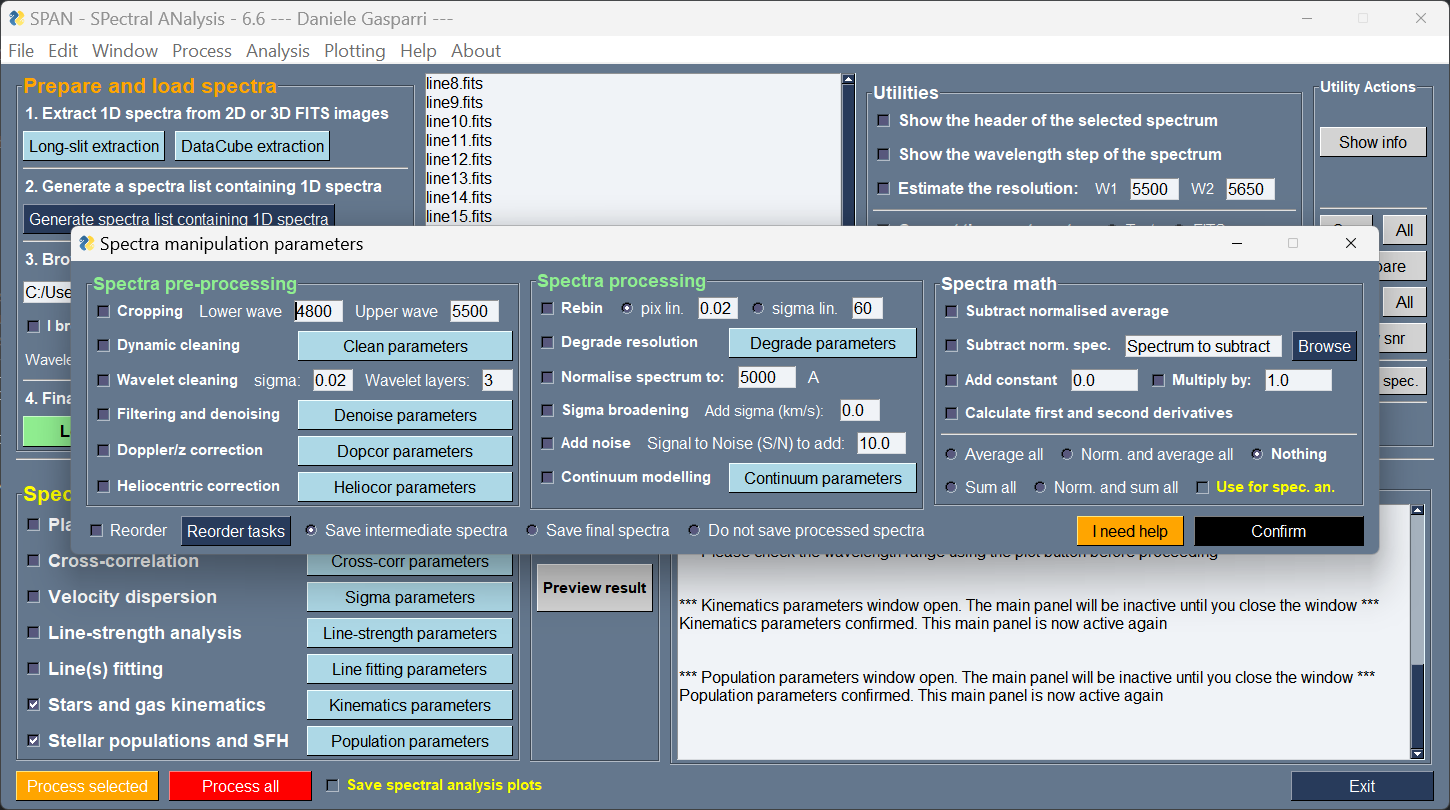 SPAN - SPectral ANalysis - 6.6 --- Daniele Gasparri ---
File Edit Window Process Analysis Plotting Help About
Prepare and load spectra
1. Extract 1D spectra from 2D or 3D FITS images
Long-slit extraction DataCube extraction
2. Generate a spectra list containing 1D spectra
Generate spectra list containing 1D spectra
3. Bro
C:/Use
I br
Wavele
4. Fina
L
line8.fits
line9.fits
line10.fits
line11.fits
line12.fits
line13.fits
line14.fits
line15.fits
Utilities
Show the header of the selected spectrum
Show the wavelength step of the spectrum
Estimate the resolution: W1 5500 W2 5650
Utility Actions
Show info
All
pare
All
snr
spec.
Spectra manipulation parameters
Spectra pre-processing
Cropping Lower wave 4800 Upper wave 5500
Dynamic cleaning Clean parameters
Wavelet cleaning sigma: 0.02 Wavelet layers: 3
Filtering and denoising Denoise parameters
Doppler/z correction Dopcor parameters
Heliocentric correction Heliocor parameters
Spectra processing
Rebin pix lin. 0.02 sigma lin. 60
Degrade resolution Degrade parameters
Normalise spectrum to: 5000 A
Sigma broadening Add sigma (km/s): 0.0
Add noise Signal to Noise (S/N) to add: 10.0
Continuum modelling Continuum parameters
Spectra math
Subtract normalised average
Subtract norm. spec. Spectrum to subtract Browse
Add constant 0.0 Multiply by: 1.0
Calculate first and second derivatives
Average all Norm. and average all Nothing
Sum all Norm. and sum all Use for spec. an.
Reorder Reorder tasks Save intermediate spectra Save final spectra Do not save processed spectra I need help Confirm
Spec
Pla
Cross-correlation Cross-corr parameters
Velocity dispersion Sigma parameters
Line-strength analysis Line-strength parameters
Line(s) fitting Line fitting parameters
Stars and gas kinematics Kinematics parameters
Stellar populations and SFH Population parameters
Preview result
Please check the wavelength range using the plot button before proceeding
*** Kinematics parameters window open. The main panel will be inactive until you close the window ***
Kinematics parameters confirmed. This main panel is now active again
*** Population parameters window open. The main panel will be inactive until you close the window ***
Population parameters confirmed. This main panel is now active again
Process selected Process all Save spectral analysis plots Exit